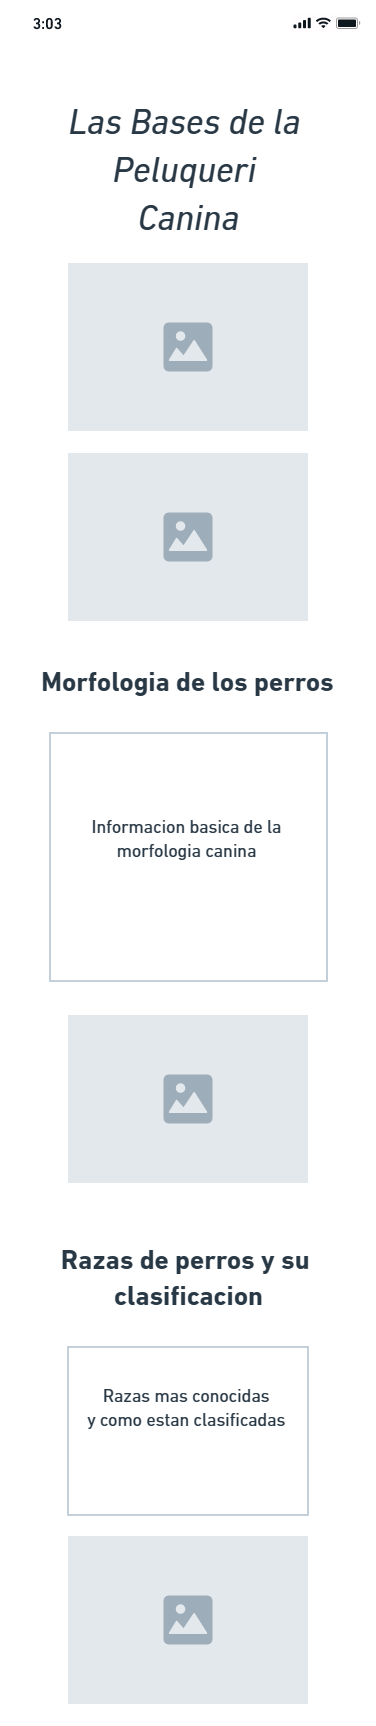 3:03
Las Bases de la
Peluqueri
Canina
Morfologia de los perros
Informacion basica de la
morfologia canina
Razas de perros y su
clasificacion
Razas mas conocidas
y como estan clasificadas